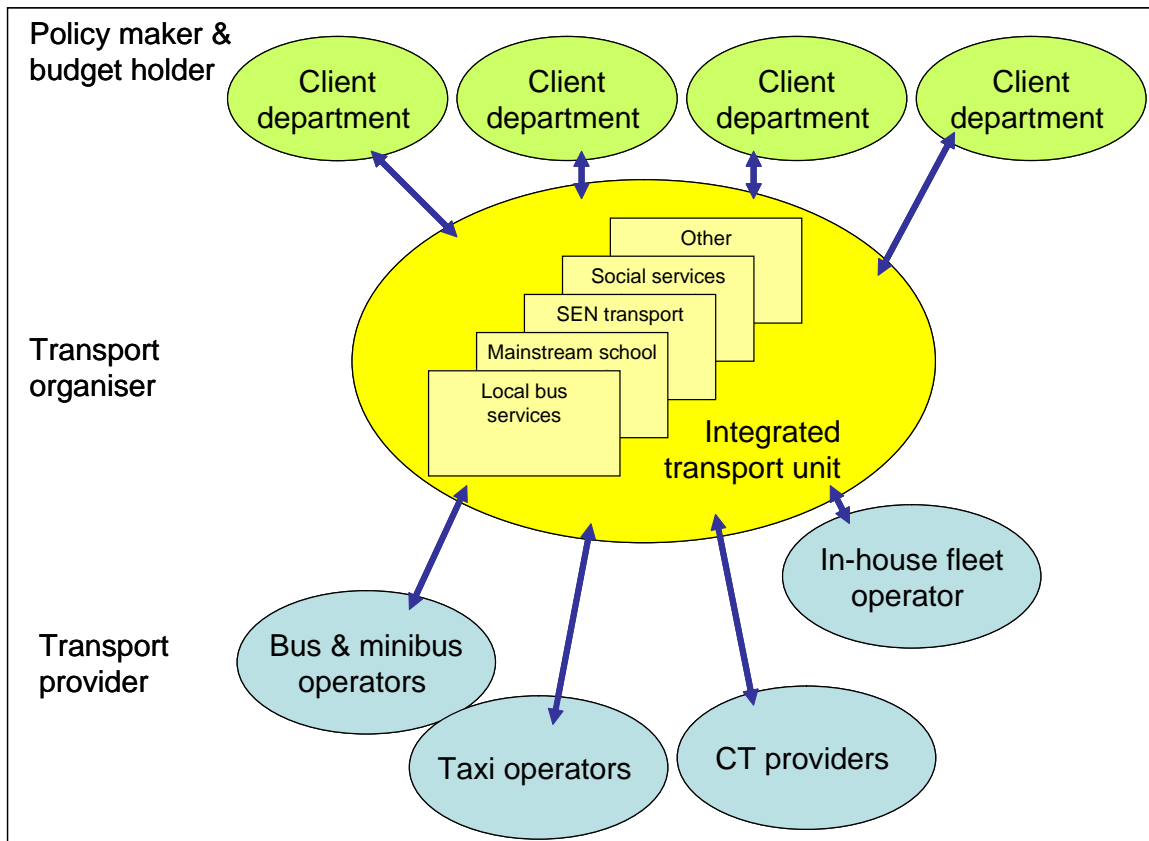 Policy maker &
budget holder
Client
department
Client
department
Client
department
Client
department
Transport
organiser
Other
Social services
SEN transport
Mainstream school
Local bus
services
Integrated
transport unit
Transport
provider
Bus & minibus
operators
Taxi operators
CT providers
In-house fleet
operator